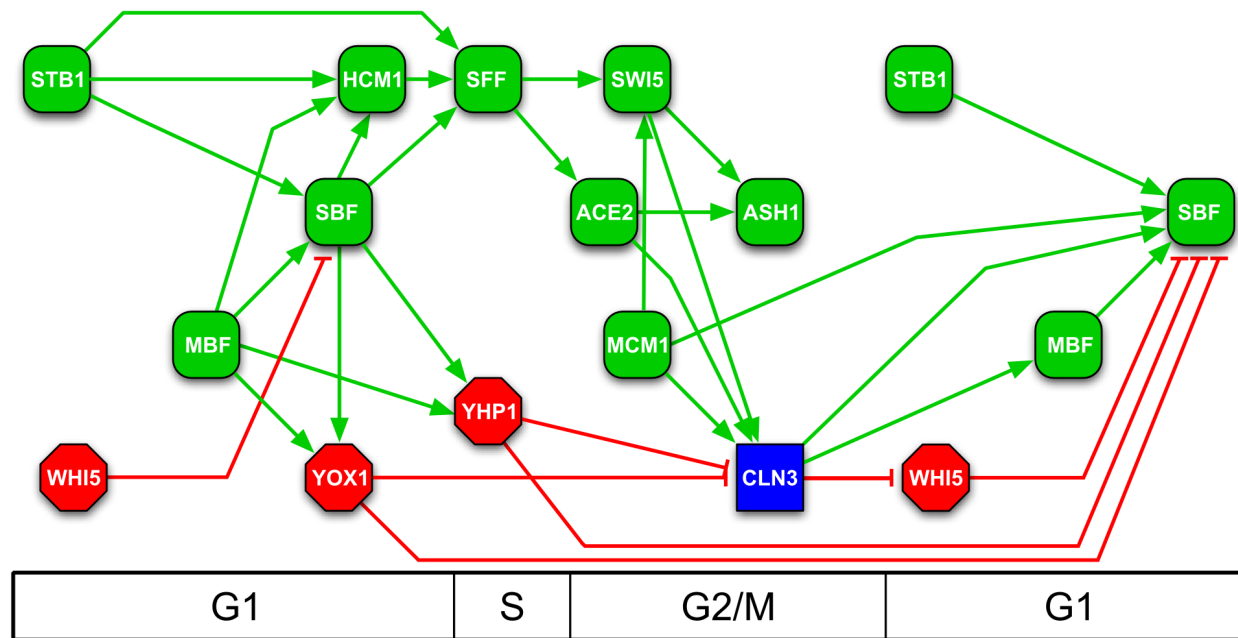 STB1
HCM1
SFF
SWI5
STB1
SBF
ACE2
ASH1
SBF
MBF
MCM1
MBF
YHP1
WHI5
YOX1
CLN3
WHI5
G1
S
G2/M
G1